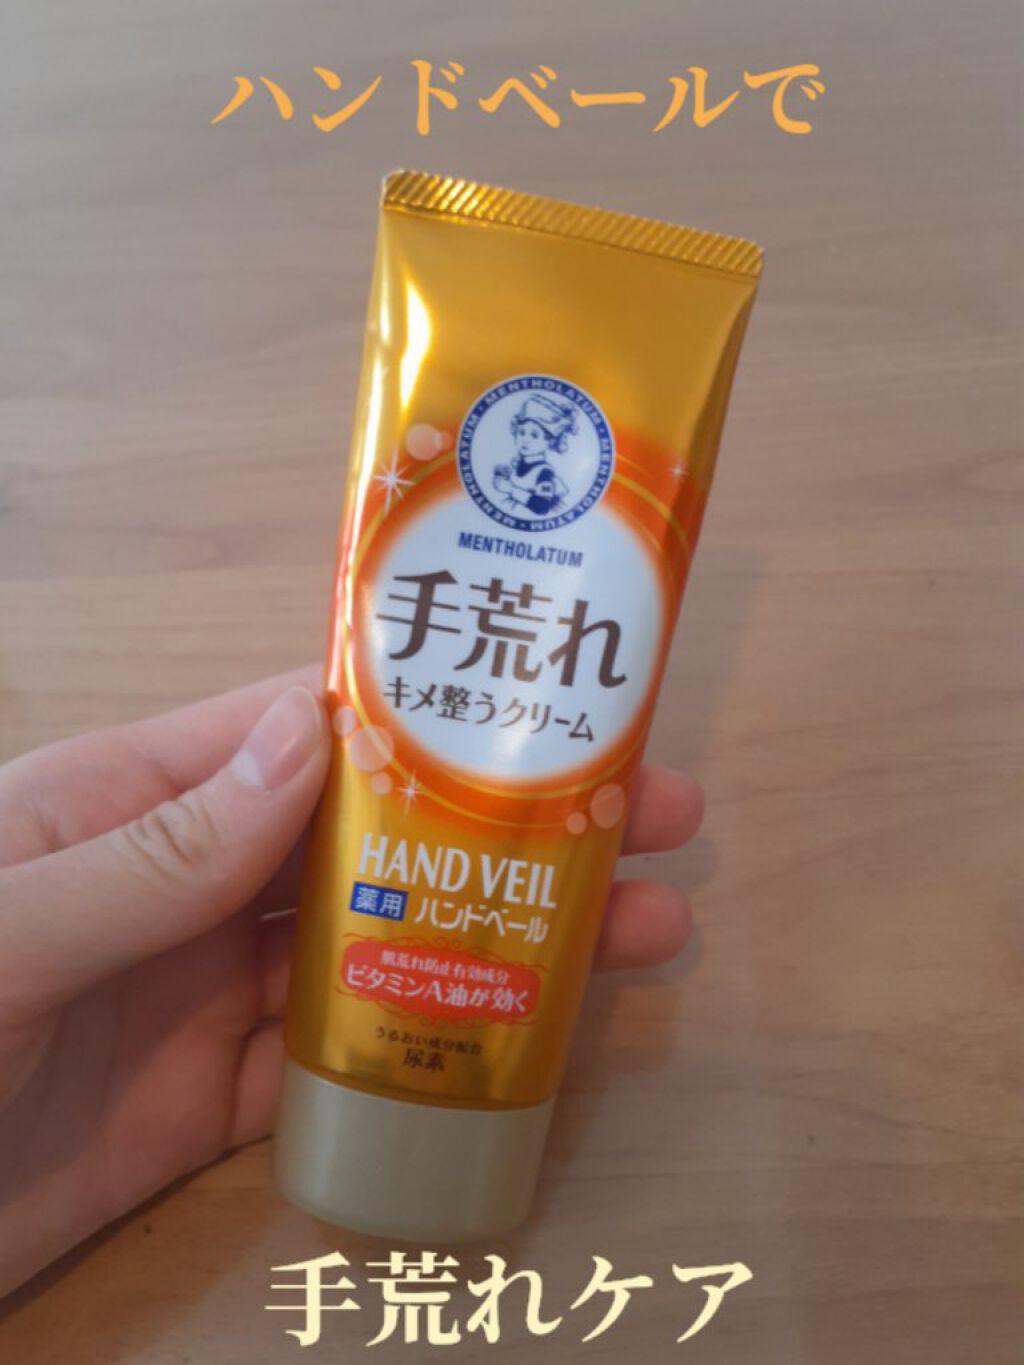 ハンドベールで
MENTHOLATUM・MENTHOLATUM・MENTHOLATUM・MENTHOLATUM・
MENTHOLATUM
手荒れ
キメ整うクリーム
HAND VEIL
薬用 ハンドベール
肌荒れ防止有効成分
ビタミンA油が効く
うるおい成分配合
尿素
手荒れケア